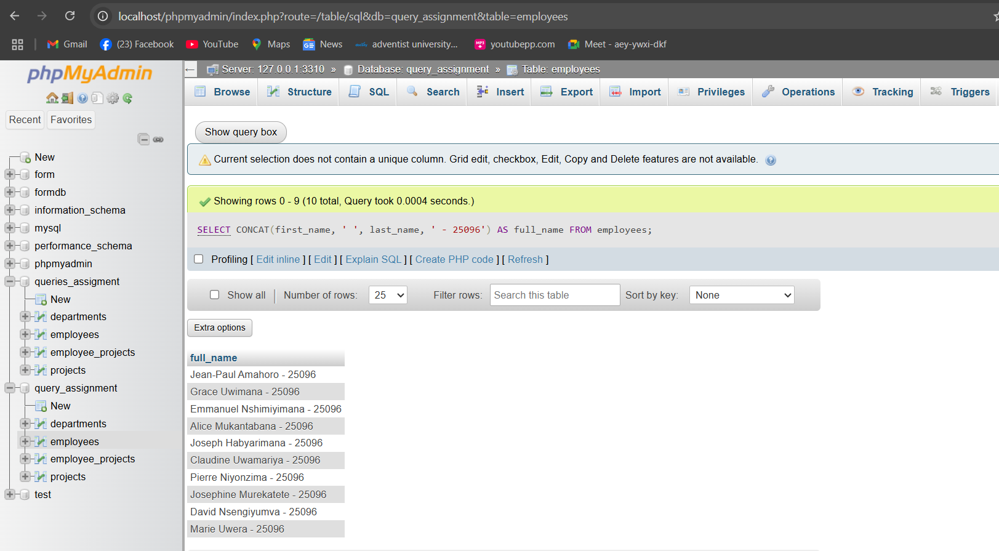 localhost/phpmyadmin/index.php?route=/table/sql&db=query_assignment&table=employees
Gmail (23) Facebook YouTube Maps News adventist university... youtubepp.com Meet - aey-ywxi-dkf
phpMyAdmin
Recent Favorites
New
form
formdb
information_schema
mysql
performance_schema
phpmyadmin
queries_assigment
New
departments
employees
employee_projects
projects
query_assignment
New
departments
employees
employee_projects
projects
test
Server: 127.0.0.1:3310 » Database: query_assignment » Table: employees
Browse Structure SQL Search Insert Export Import Privileges Operations Tracking Triggers
Show query box
Current selection does not contain a unique column. Grid edit, checkbox, Edit, Copy and Delete features are not available.
Showing rows 0 - 9 (10 total, Query took 0.0004 seconds.)
SELECT CONCAT(first_name, ' ', last_name, ' - 25096') AS full_name FROM employees;
Profiling [ Edit inline ] [ Edit ] [ Explain SQL ] [ Create PHP code ] [ Refresh ]
Show all Number of rows: 25 Filter rows: Search this table Sort by key: None
Extra options
full_name
Jean-Paul Amahoro - 25096
Grace Uwimana - 25096
Emmanuel Nshimiyimana - 25096
Alice Mukantabana - 25096
Joseph Habyarimana - 25096
Claudine Uwamariya - 25096
Pierre Niyonzima - 25096
Josephine Murekatete - 25096
David Nsengiyumva - 25096
Marie Uwera - 25096